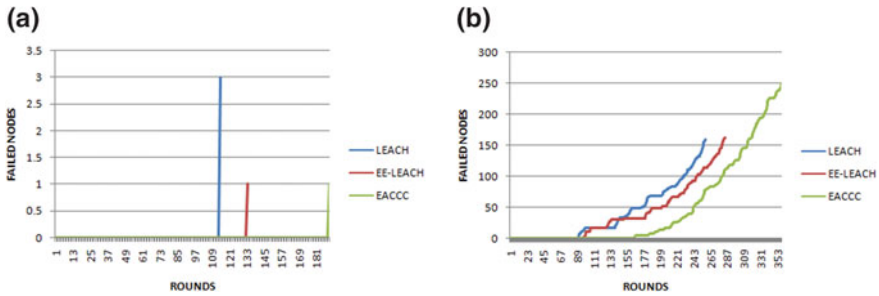 (a)
3.5
3
2.5
2
1.5
1
0.5
0
FAILED NODES
1 13 25 37 49 61 73 85 97 109 121 133 145 157 169 181
ROUNDS
LEACH
EE-LEACH
EACCC
(b)
300
250
200
150
100
50
0
FAILED NODES
1 23 45 67 89 111 133 155 177 199 221 243 265 287 309 331 353
ROUNDS
LEACH
EE-LEACH
EACCC